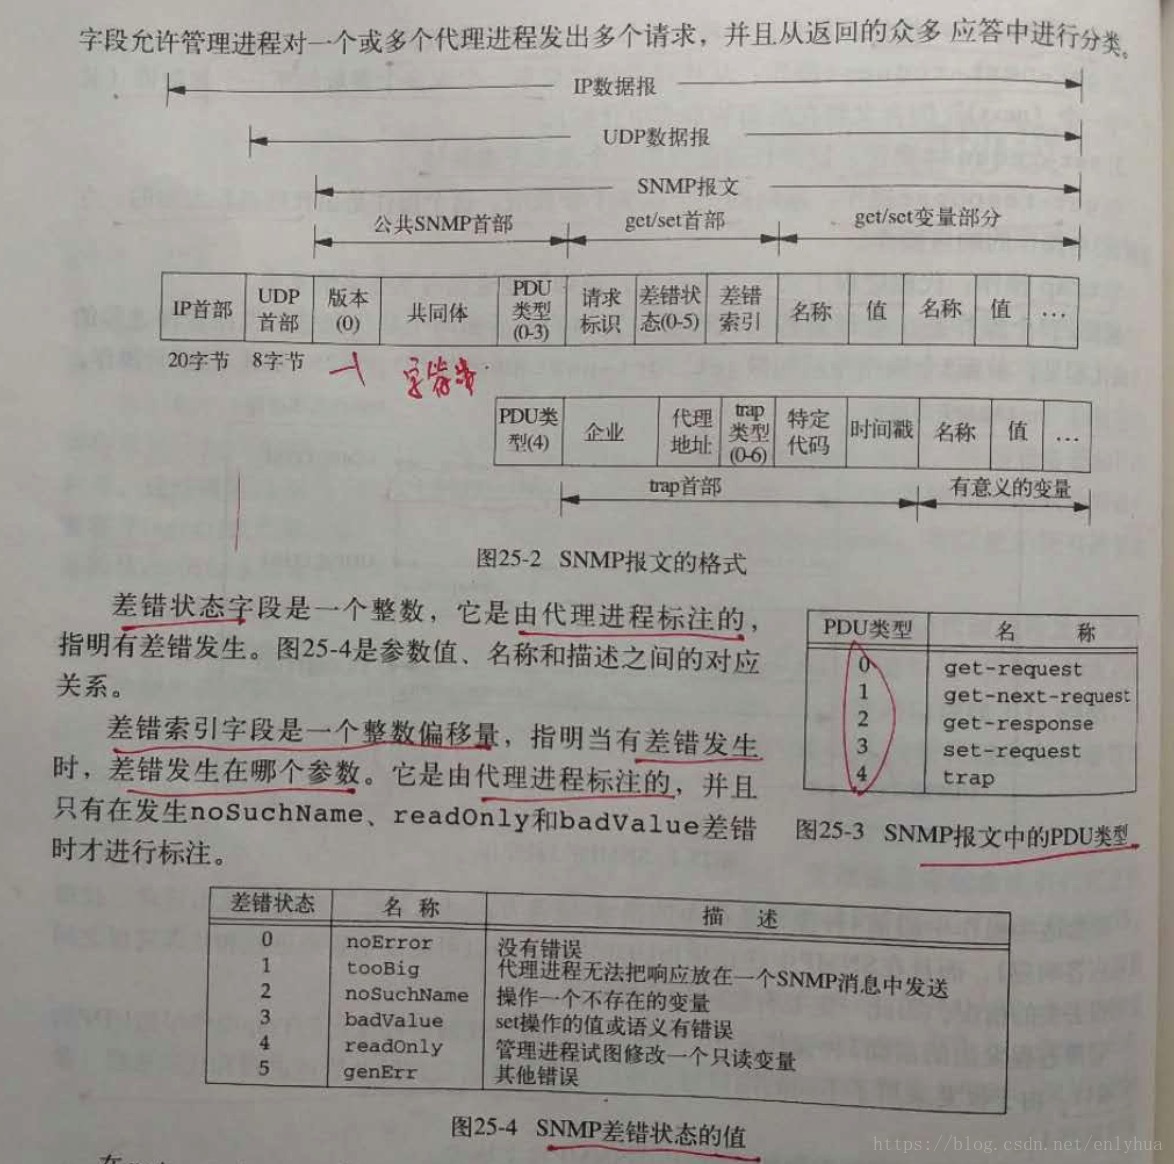 字段允许管理进程对一个或多个代理进程发出多个请求，并且从返回的众多 应答中进行分类。
IP数据报
UDP数据报
SNMP报文
公共SNMP首部 get/set首部 get/set变量部分
IP首部 UDP首部 版本(0) 共同体 PDU类型(0-3) 请求标识 差错状态(0-5) 差错索引 名称 值 名称 值 …
20字节 8字节
字符串
PDU类型(4) 企业 代理地址 trap类型(0-6) 特定代码 时间戳 名称 值 …
trap首部 有意义的变量
图25-2 SNMP报文的格式
差错状态字段是一个整数，它是由代理进程标注的，
指明有差错发生。图25-4是参数值、名称和描述之间的对应
关系。
差错索引字段是一个整数偏移量，指明当有差错发生
时，差错发生在哪个参数。它是由代理进程标注的，并且
只有在发生noSuchName、readOnly和badValue差错
时才进行标注。
PDU类型 名 称
0 get-request
1 get-next-request
2 get-response
3 set-request
4 trap
图25-3 SNMP报文中的PDU类型
差错状态 名 称 描 述
0 noError 没有错误
1 tooBig 代理进程无法把响应放在一个SNMP消息中发送
2 noSuchName 操作一个不存在的变量
3 badValue set操作的值或语义有错误
4 readOnly 管理进程试图修改一个只读变量
5 genErr 其他错误
图25-4 SNMP差错状态的值
https://blog.csdn.net/enlyhua